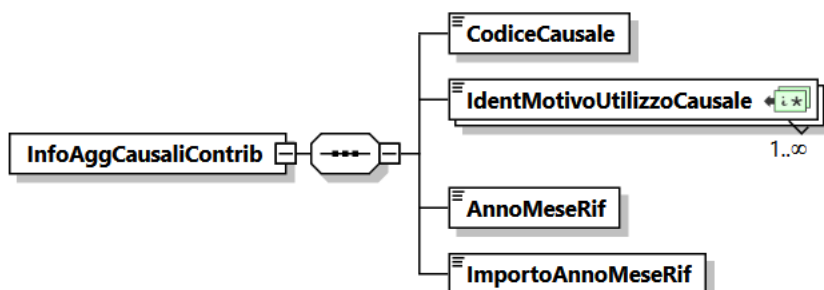 CodiceCausale
IdentMotivoUtilizzoCausale
1..∞
InfoAggCausaliContrib
AnnoMeseRif
ImportoAnnoMeseRif